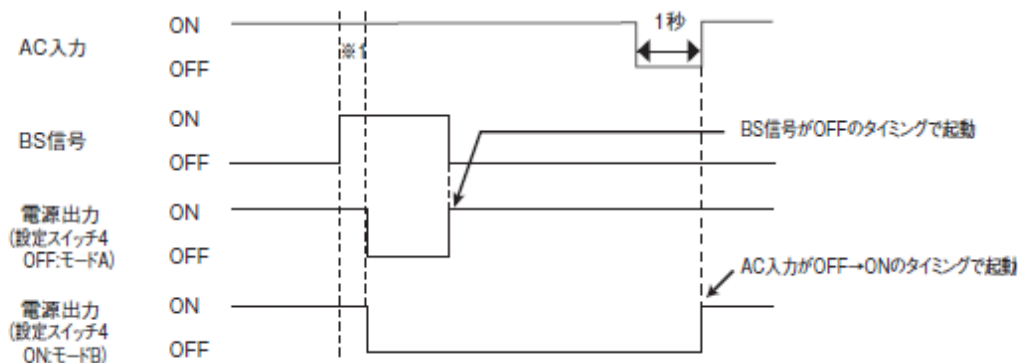 AC入力
ON
OFF
※1
1秒
BS信号
ON
OFF
BS信号がOFFのタイミングで起動
電源出力
(設定スイッチ4
OFF:モードA)
ON
OFF
AC入力がOFF→ONのタイミングで起動
電源出力
(設定スイッチ4
ON:モードB)
ON
OFF